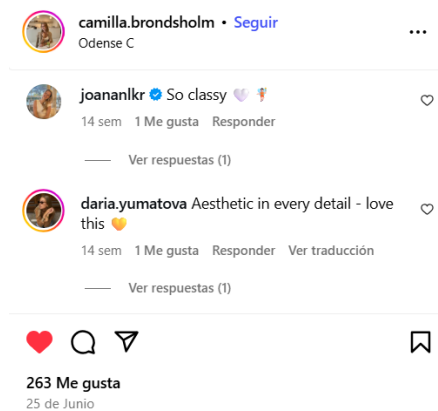 camilla.brondsholm • Seguir
Odense C
joananlkr So classy 🤍 🧚🏼‍♀️
14 sem 1 Me gusta Responder
Ver respuestas (1)
daria.yumatova Aesthetic in every detail - love
this 🧡
14 sem 1 Me gusta Responder Ver traducción
Ver respuestas (1)
263 Me gusta
25 de Junio